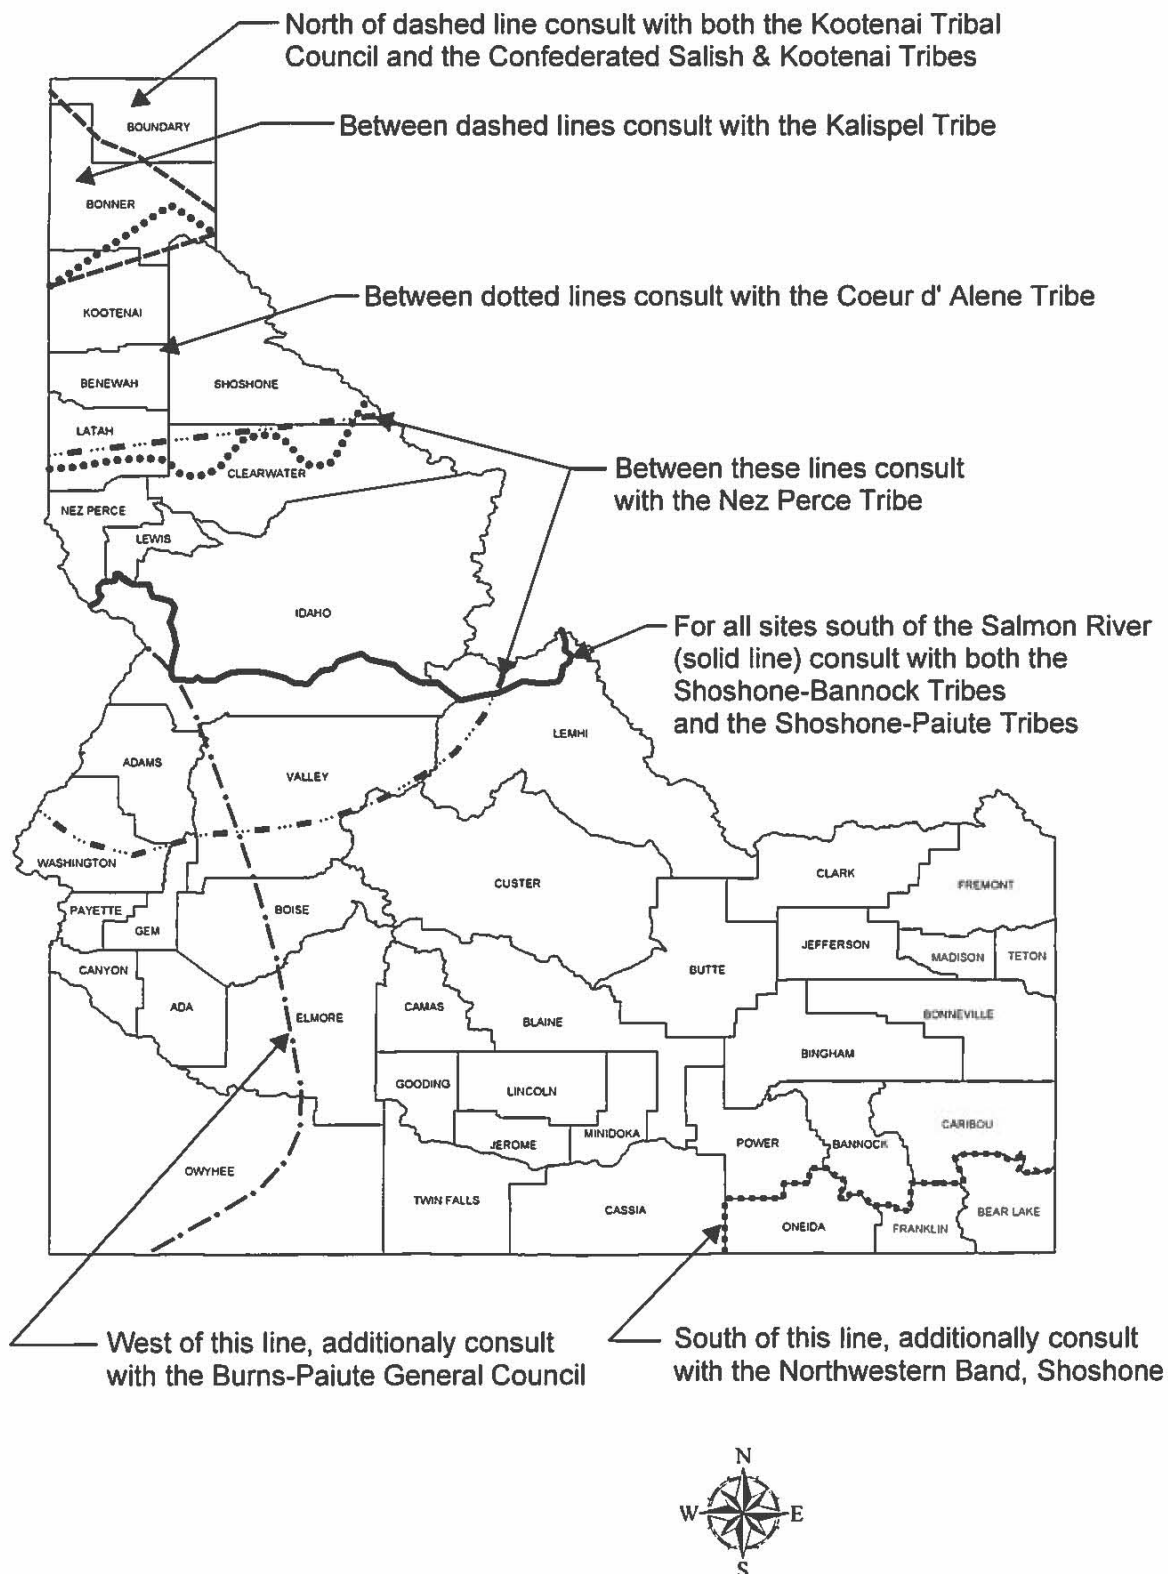 North of dashed line consult with both the Kootenai Tribal
Council and the Confederated Salish & Kootenai Tribes
BOUNDARY
Between dashed lines consult with the Kalispel Tribe
BONNER
Between dotted lines consult with the Coeur d' Alene Tribe
KOOTENAI
BENEWAH
SHOSHONE
LATAH
CLEARWATER
Between these lines consult
with the Nez Perce Tribe
NEZ PERCE
LEWIS
IDAHO
For all sites south of the Salmon River
(solid line) consult with both the
Shoshone-Bannock Tribes
and the Shoshone-Paiute Tribes
LEMHI
ADAMS
VALLEY
WASHINGTON
CUSTER
CLARK
FREMONT
PAYETTE
GEM
BOISE
JEFFERSON
MADISON
TETON
CANYON
ADA
ELMORE
CAMAS
BLAINE
BUTTE
BONNEVILLE
BINGHAM
GOODING
LINCOLN
JEROME
MINIDOKA
POWER
BANNOCK
CARIBOU
OWYHEE
TWIN FALLS
CASSIA
ONEIDA
FRANKLIN
BEAR LAKE
West of this line, additionaly consult
with the Burns-Paiute General Council
South of this line, additionally consult
with the Northwestern Band, Shoshone
N
W
E
S